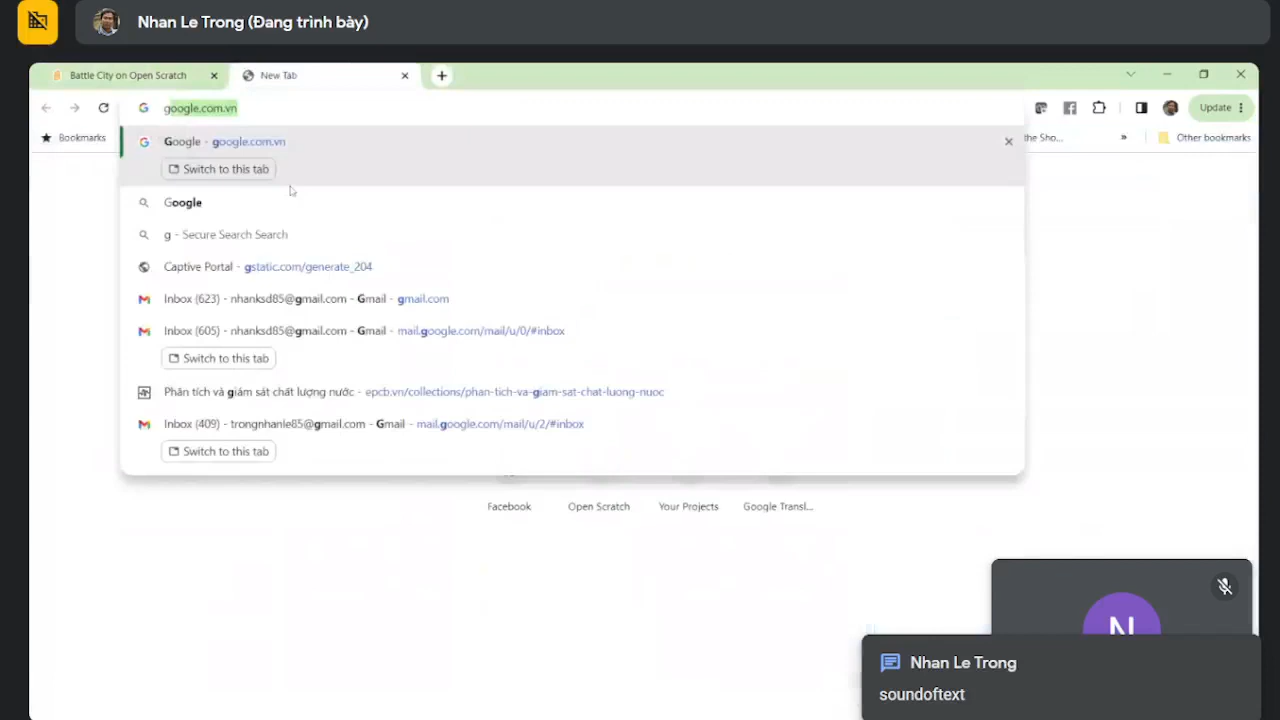 Nhan Le Trong (Đang trình bày)
Battle City on Open Scratch
New Tab
google.com.vn
Update
Bookmarks
the Sho...
»
Other bookmarks
Google - google.com.vn
Switch to this tab
Google
g - Secure Search Search
Captive Portal - gstatic.com/generate_204
Inbox (623) - nhanksd85@gmail.com - Gmail - gmail.com
Inbox (605) - nhanksd85@gmail.com - Gmail - mail.google.com/mail/u/0/#inbox
Switch to this tab
Phân tích và giám sát chất lượng nước - epcb.vn/collections/phan-tich-va-giam-sat-chat-luong-nuoc
Inbox (409) - trongnhanle85@gmail.com - Gmail - mail.google.com/mail/u/2/#inbox
Switch to this tab
Facebook
Open Scratch
Your Projects
Google Transl...
N
Nhan Le Trong
soundoftext